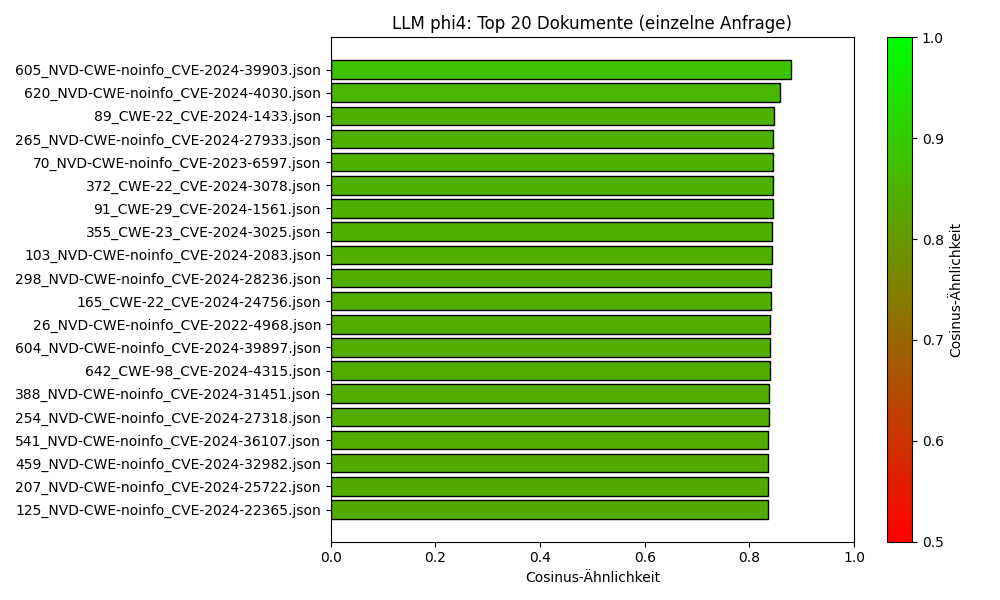 LLM phi4: Top 20 Dokumente (einzelne Anfrage)
605_NVD-CWE-noinfo_CVE-2024-39903.json
620_NVD-CWE-noinfo_CVE-2024-4030.json
89_CWE-22_CVE-2024-1433.json
265_NVD-CWE-noinfo_CVE-2024-27933.json
70_NVD-CWE-noinfo_CVE-2023-6597.json
372_CWE-22_CVE-2024-3078.json
91_CWE-29_CVE-2024-1561.json
355_CWE-23_CVE-2024-3025.json
103_NVD-CWE-noinfo_CVE-2024-2083.json
298_NVD-CWE-noinfo_CVE-2024-28236.json
165_CWE-22_CVE-2024-24756.json
26_NVD-CWE-noinfo_CVE-2022-4968.json
604_NVD-CWE-noinfo_CVE-2024-39897.json
642_CWE-98_CVE-2024-4315.json
388_NVD-CWE-noinfo_CVE-2024-31451.json
254_NVD-CWE-noinfo_CVE-2024-27318.json
541_NVD-CWE-noinfo_CVE-2024-36107.json
459_NVD-CWE-noinfo_CVE-2024-32982.json
207_NVD-CWE-noinfo_CVE-2024-25722.json
125_NVD-CWE-noinfo_CVE-2024-22365.json
0.0 0.2 0.4 0.6 0.8 1.0
Cosinus-Ähnlichkeit
1.0
0.9
0.8
0.7
0.6
0.5
Cosinus-Ähnlichkeit